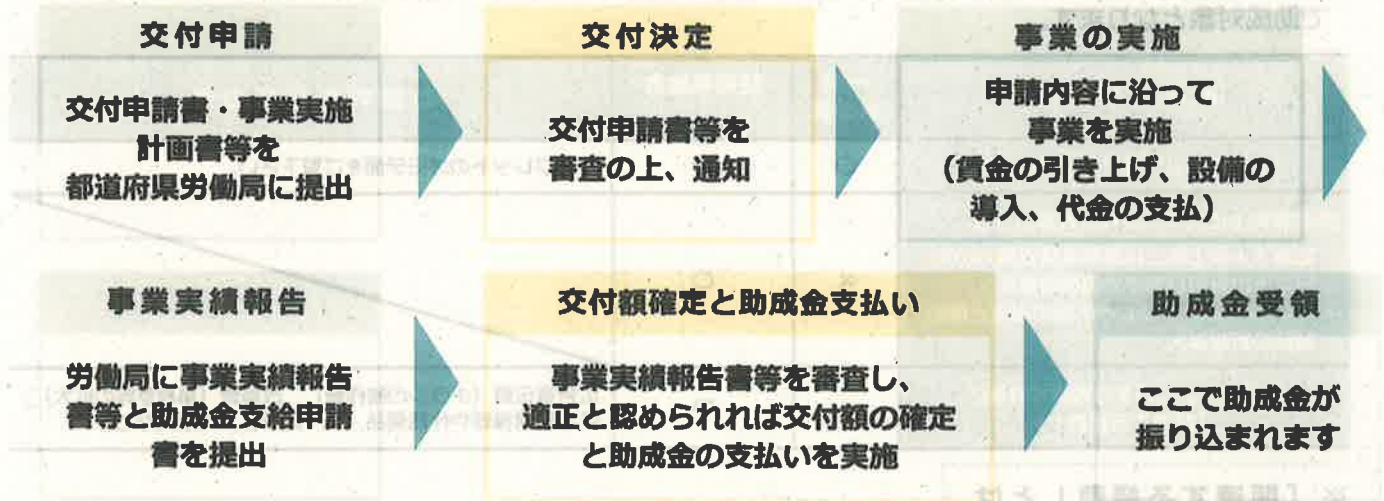 交付申請
交付申請書・事業実施
計画書等を
都道府県労働局に提出
交付決定
交付申請書等を
審査の上、通知
事業の実施
申請内容に沿って
事業を実施
（賃金の引き上げ、設備の
導入、代金の支払）
事業実績報告
労働局に事業実績報告
書等と助成金支給申請
書を提出
交付額確定と助成金支払い
事業実績報告書等を審査し、
適正と認められれば交付額の確定
と助成金の支払いを実施
助成金受領
ここで助成金が
振り込まれます